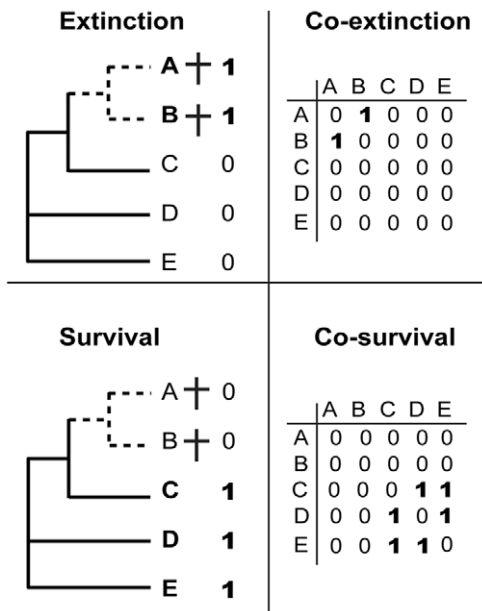 Extinction
A † 1
B † 1
C 0
D 0
E 0
Co-extinction
A B C D E
A 0 1 0 0 0
B 1 0 0 0 0
C 0 0 0 0 0
D 0 0 0 0 0
E 0 0 0 0 0
Survival
A † 0
B † 0
C 1
D 1
E 1
Co-survival
A B C D E
A 0 0 0 0 0
B 0 0 0 0 0
C 0 0 0 1 1
D 0 0 1 0 1
E 0 0 1 1 0